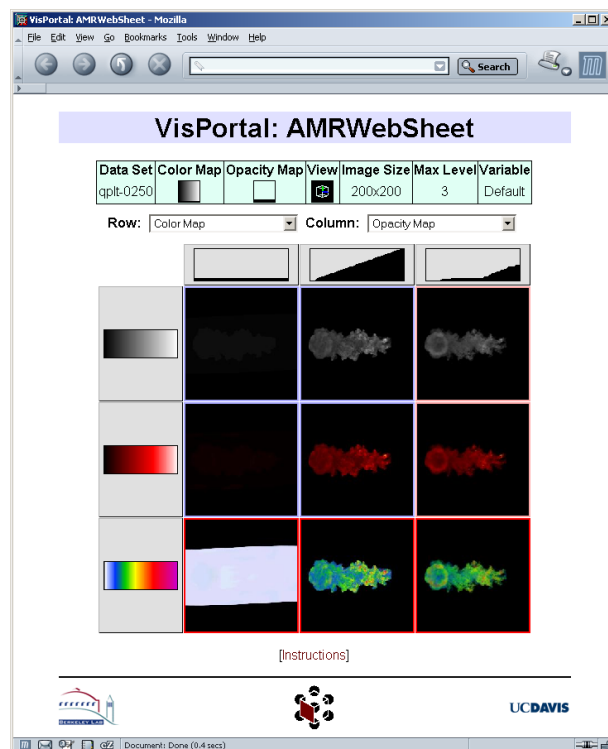 VisPortal: AMRWebSheet - Mozilla
File Edit View Go Bookmarks Tools Window Help
Search
VisPortal: AMRWebSheet
Data Set Color Map Opacity Map View Image Size Max Level Variable
qplt-0250 200x200 3 Default
Row: Color Map Column: Opacity Map
[Instructions]
BERKELEY LAB
UCDAVIS
Document: Done (0.4 secs)